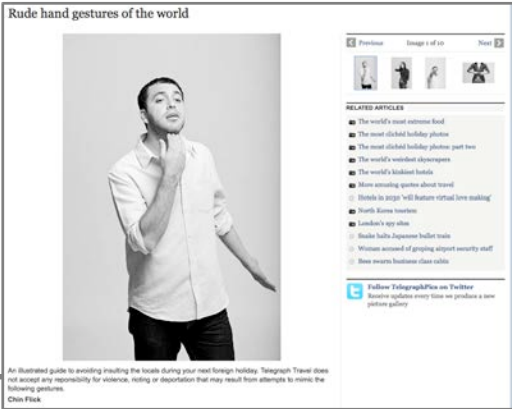 Rude hand gestures of the world
Previous
Image 1 of 10
Next
RELATED ARTICLES
The world's most extreme food
The most clichéd holiday photos
The most clichéd holiday photos: part two
The world's weirdest skyscrapers
The world's kinkiest hotels
More amusing quotes about travel
Hotels in 2030 'will feature virtual love making'
North Korea tourism
London's spy sites
Snake halts Japanese bullet train
Woman accused of groping airport security staff
Bees swarm business class cabin
Follow TelegraphPics on Twitter
Receive updates every time we produce a new
picture gallery
An illustrated guide to avoiding insulting the locals during your next foreign holiday. Telegraph Travel does
not accept any reponsibility for violence, rioting or deportation that may result from attempts to mimic the
following gestures.
Chin Flick